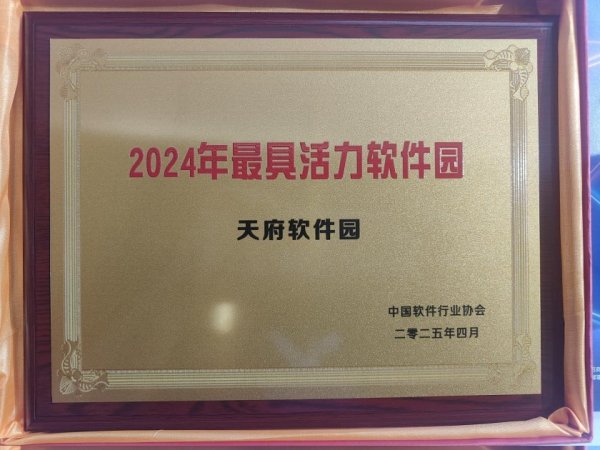 2024年最具活力软件园
天府软件园
中国软件行业协会
二零二五年四月